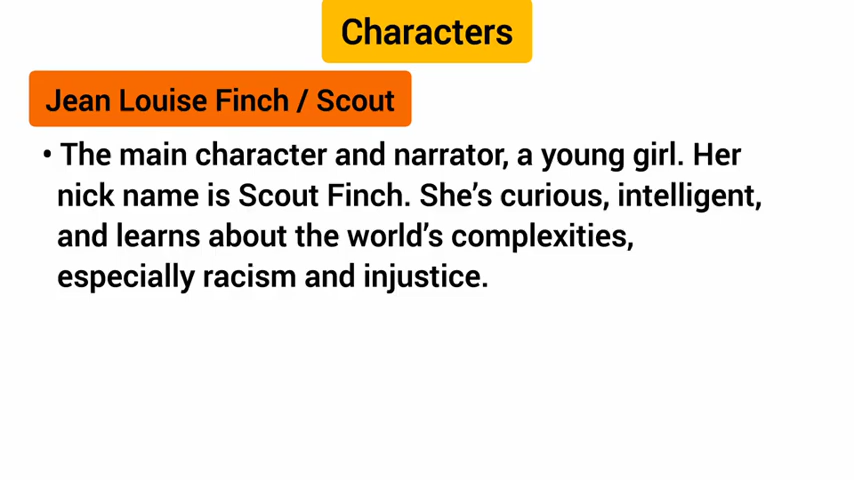 Characters
Jean Louise Finch / Scout
• The main character and narrator, a young girl. Her
nick name is Scout Finch. She's curious, intelligent,
and learns about the world's complexities,
especially racism and injustice.